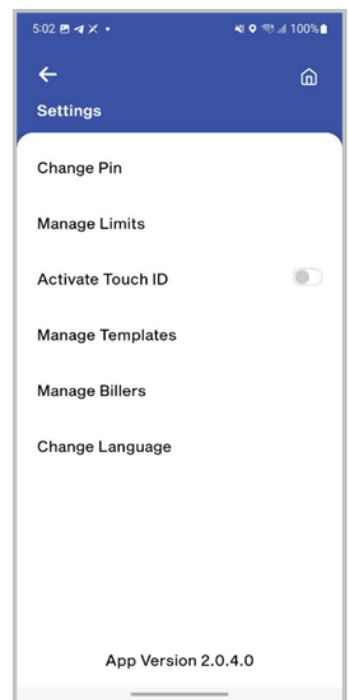 5:02
100%
Settings
Change Pin
Manage Limits
Activate Touch ID
Manage Templates
Manage Billers
Change Language
App Version 2.0.4.0